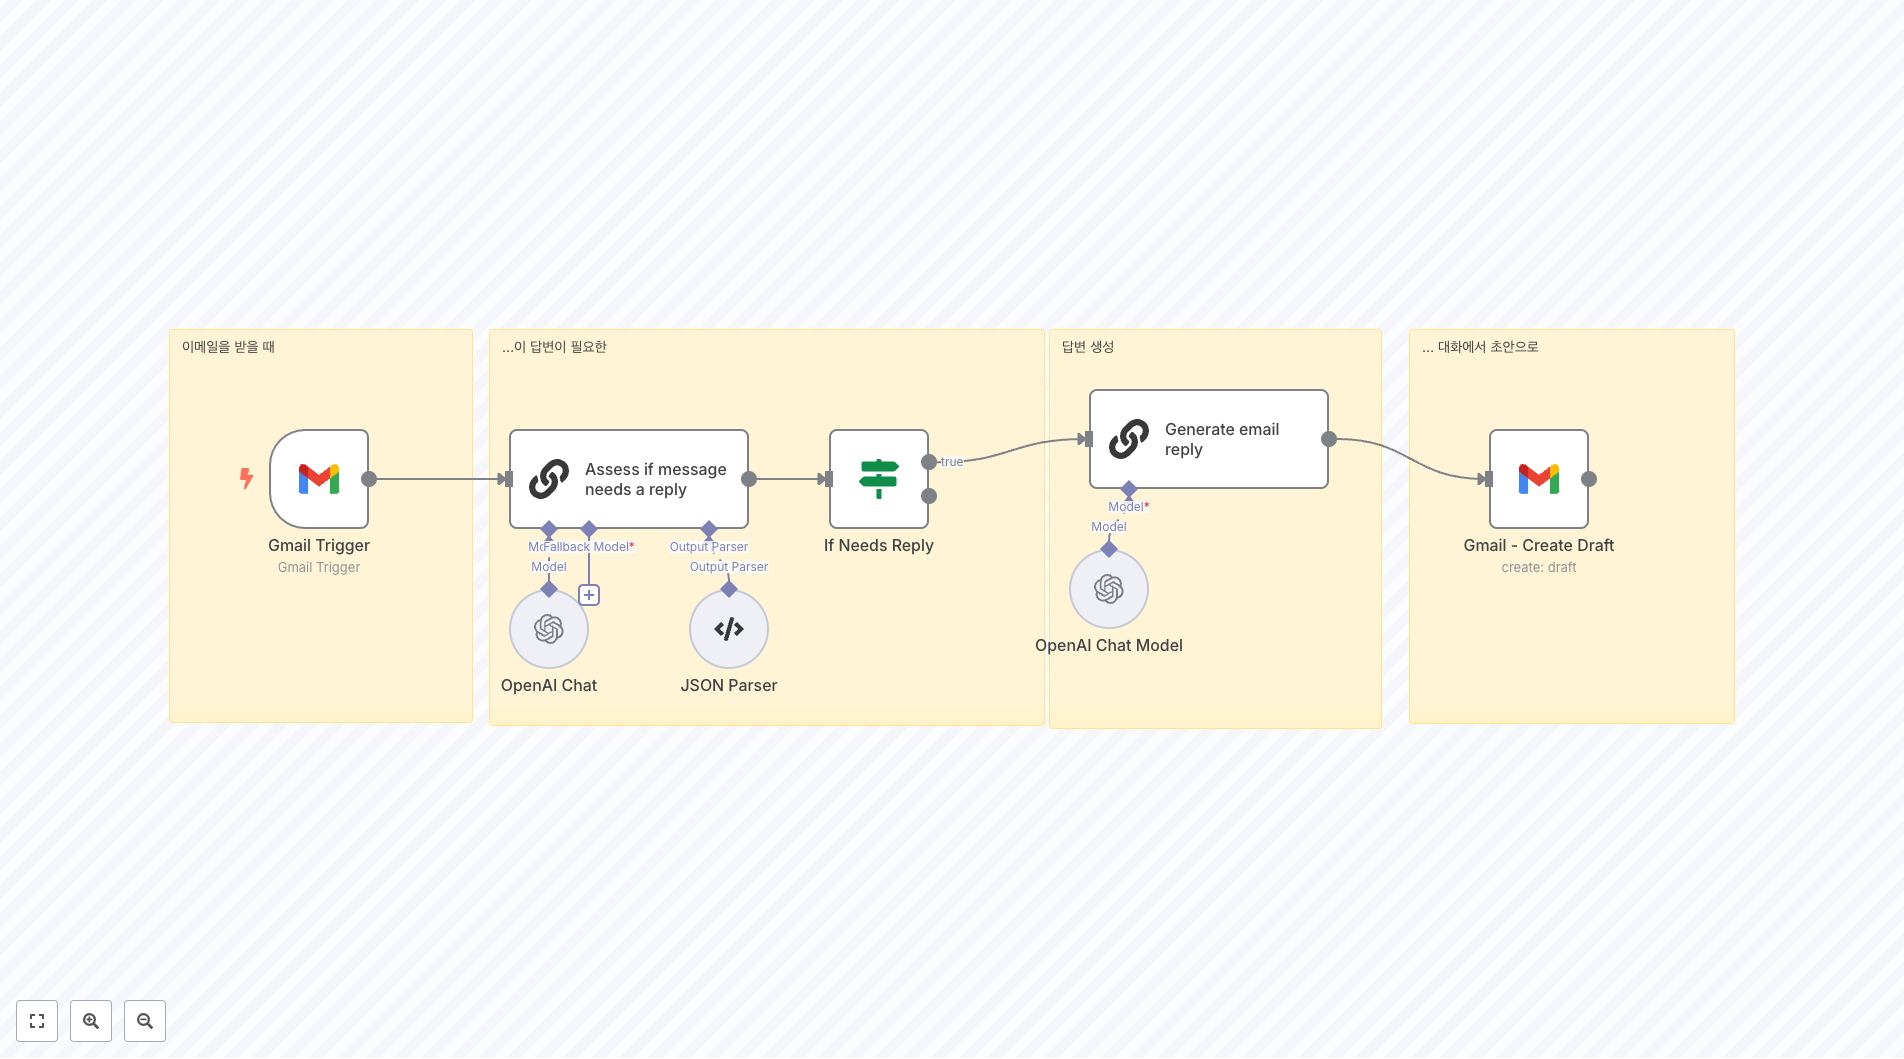 이메일을 받을 때
...이 답변이 필요한
답변 생성
... 대화에서 초안으로
Gmail Trigger
Gmail Trigger
Assess if message
needs a reply
Fallback Model*
Model
OpenAI Chat
Output Parser
Output Parser
JSON Parser
If Needs Reply
true
Generate email
reply
Model*
Model
OpenAI Chat Model
Gmail - Create Draft
create: draft